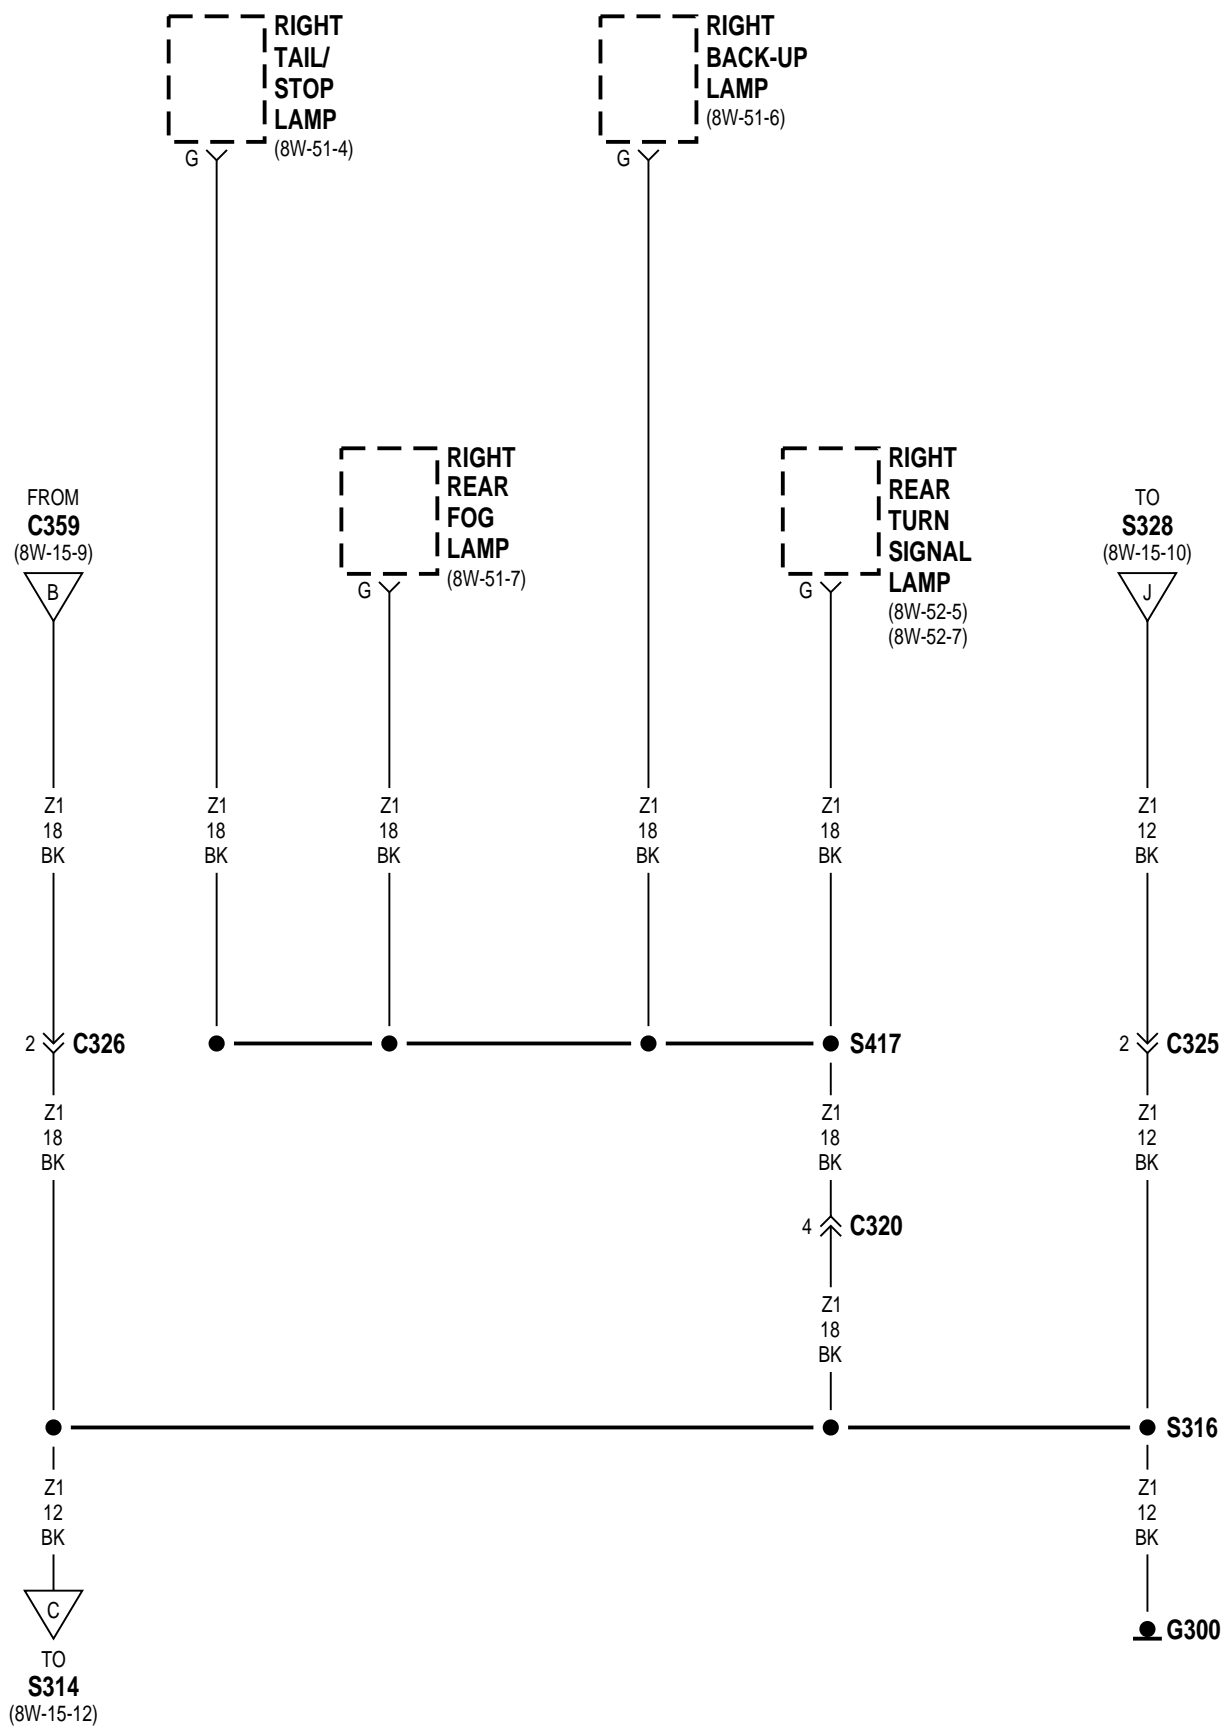 RIGHT
TAIL/
STOP
LAMP
(8W-51-4)
G
RIGHT
BACK-UP
LAMP
(8W-51-6)
G
FROM
C359
(8W-15-9)
B
RIGHT
REAR
FOG
LAMP
(8W-51-7)
G
RIGHT
REAR
TURN
SIGNAL
LAMP
(8W-52-5)
(8W-52-7)
G
TO
S328
(8W-15-10)
J
Z1 Z1 Z1 Z1 Z1 Z1
18 18 18 18 18 12
BK BK BK BK BK BK
2 C326 S417 2 C325
Z1 Z1 Z1
18 18 12
BK BK BK
4 C320
Z1
18
BK
S316
Z1 Z1
12 12
BK BK
C
G300
TO
S314
(8W-15-12)